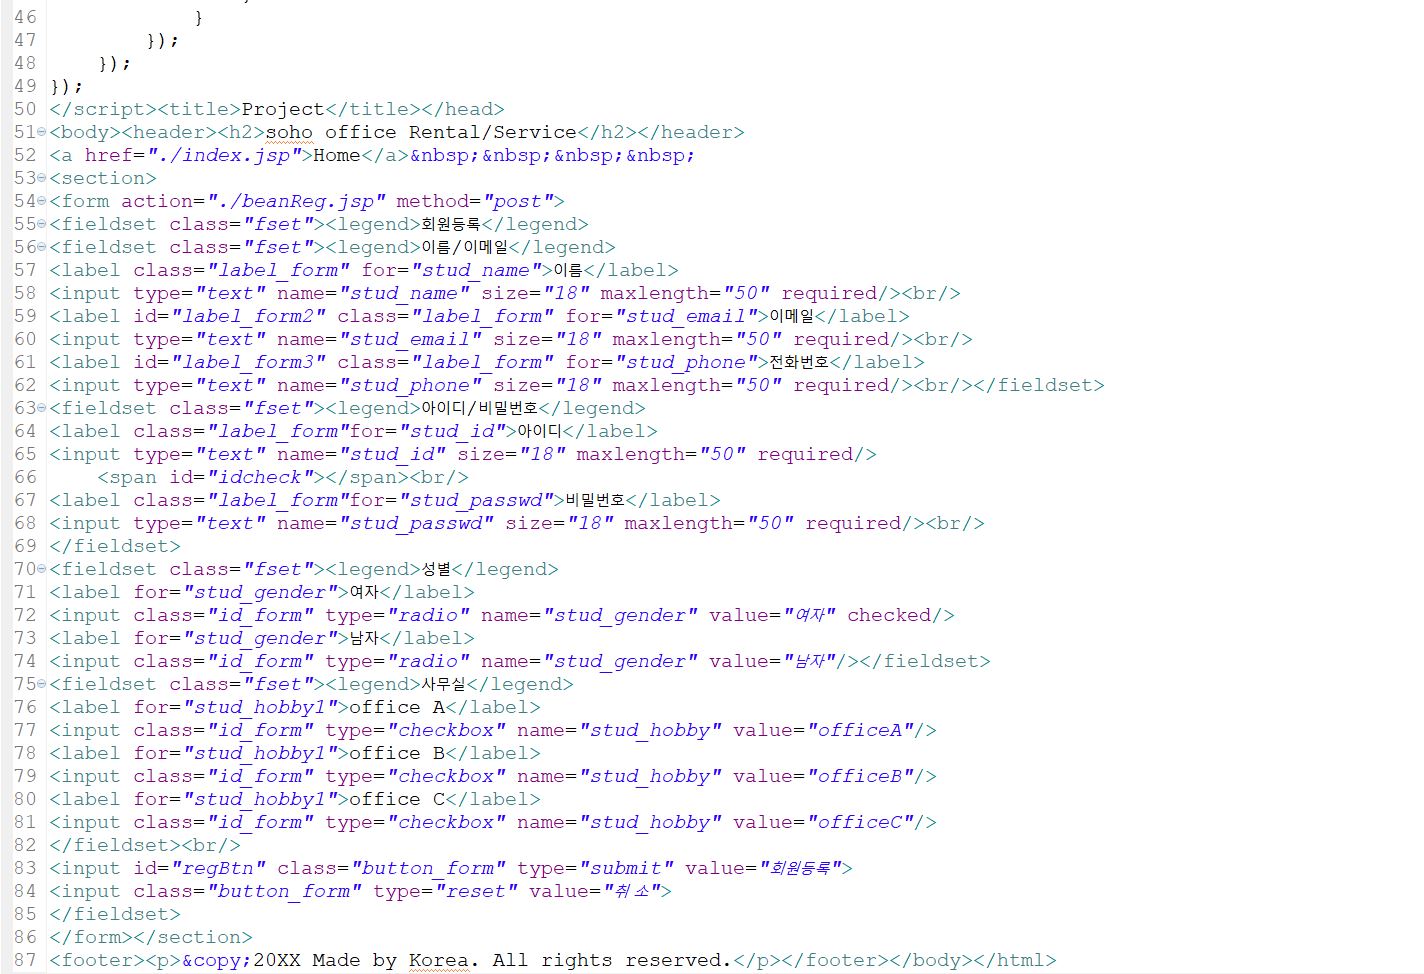 46 }
47 });
48 });
49 });
50 </script><title>Project</title></head>
51 <body><header><h2>soho office Rental/Service</h2></header>
52 <a href="./index.jsp">Home</a>&nbsp;&nbsp;&nbsp;&nbsp;
53 <section>
54 <form action="./beanReg.jsp" method="post">
55 <fieldset class="fset"><legend>회원등록</legend>
56 <fieldset class="fset"><legend>이름/이메일</legend>
57 <label class="label_form" for="stud_name">이름</label>
58 <input type="text" name="stud_name" size="18" maxlength="50" required/><br/>
59 <label id="label_form2" class="label_form" for="stud_email">이메일</label>
60 <input type="text" name="stud_email" size="18" maxlength="50" required/><br/>
61 <label id="label_form3" class="label_form" for="stud_phone">전화번호</label>
62 <input type="text" name="stud_phone" size="18" maxlength="50" required/><br/></fieldset>
63 <fieldset class="fset"><legend>아이디/비밀번호</legend>
64 <label class="label_form"for="stud_id">아이디</label>
65 <input type="text" name="stud_id" size="18" maxlength="50" required/>
66     <span id="idcheck"></span><br/>
67 <label class="label_form"for="stud_passwd">비밀번호</label>
68 <input type="text" name="stud_passwd" size="18" maxlength="50" required/><br/>
69 </fieldset>
70 <fieldset class="fset"><legend>성별</legend>
71 <label for="stud_gender">여자</label>
72 <input class="id_form" type="radio" name="stud_gender" value="여자" checked/>
73 <label for="stud_gender">남자</label>
74 <input class="id_form" type="radio" name="stud_gender" value="남자"/></fieldset>
75 <fieldset class="fset"><legend>사무실</legend>
76 <label for="stud_hobby1">office A</label>
77 <input class="id_form" type="checkbox" name="stud_hobby" value="officeA"/>
78 <label for="stud_hobby1">office B</label>
79 <input class="id_form" type="checkbox" name="stud_hobby" value="officeB"/>
80 <label for="stud_hobby1">office C</label>
81 <input class="id_form" type="checkbox" name="stud_hobby" value="officeC"/>
82 </fieldset><br/>
83 <input id="regBtn" class="button_form" type="submit" value="회원등록">
84 <input class="button_form" type="reset" value="취 소">
85 </fieldset>
86 </form></section>
87 <footer><p>&copy;20XX Made by Korea. All rights reserved.</p></footer></body></html>